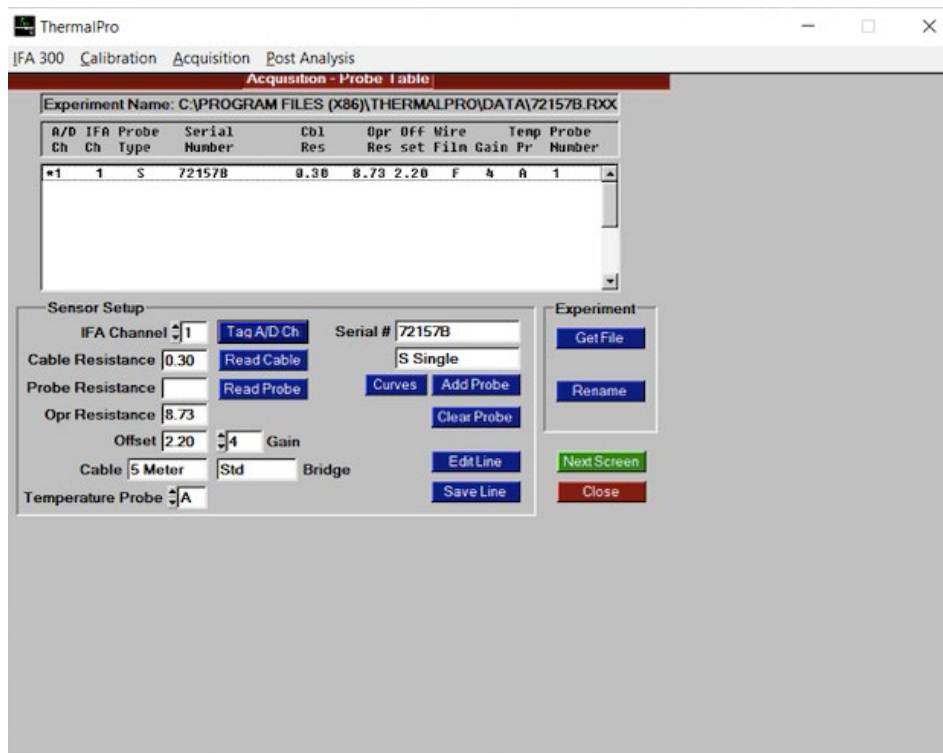 ThermalPro
IFA 300 Calibration Acquisition Post Analysis
Acquisition - Probe Table
Experiment Name: C:\PROGRAM FILES (X86)\THERMALPRO\DATA\72157B.RXX
A/D IFA Probe Serial Cbl Opr Off Wire Temp Probe
Ch Ch Type Number Res Res set Film Gain Pr Number
*1 1 S 72157B 0.30 8.73 2.20 F 4 A 1
Sensor Setup
IFA Channel 1 Tag A/D Ch Serial # 72157B
Cable Resistance 0.30 Read Cable S Single
Probe Resistance Read Probe Curves Add Probe
Opr Resistance 8.73 Clear Probe
Offset 2.20 4 Gain
Cable 5 Meter Std Bridge Edit Line
Temperature Probe A Save Line
Experiment
Get File
Rename
Next Screen
Close